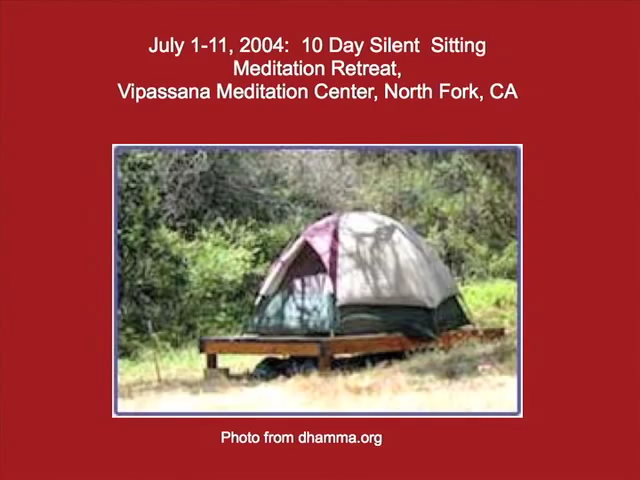 July 1-11, 2004:  10 Day Silent  Sitting
Meditation Retreat,
Vipassana Meditation Center, North Fork, CA
Photo from dhamma.org